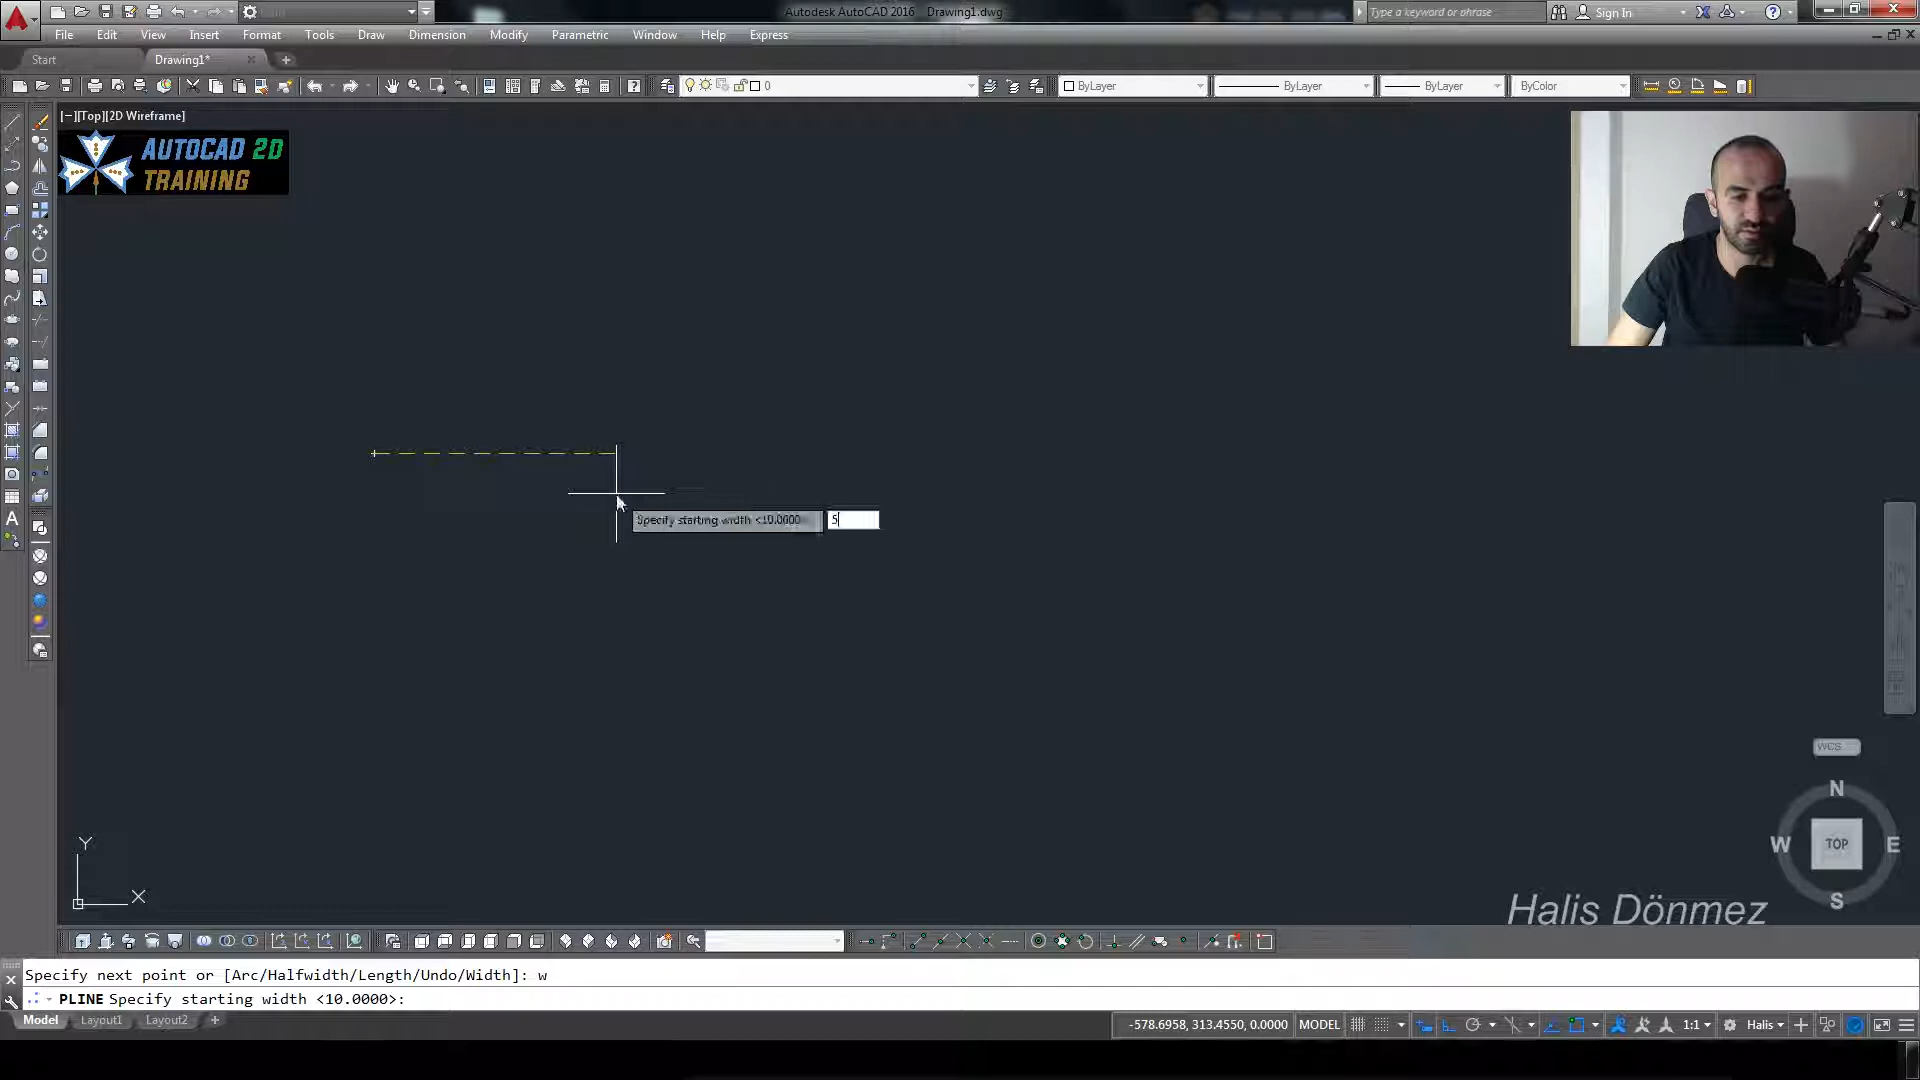 Autodesk AutoCAD 2016 Drawing1.dwg
Type a keyword or phrase
Sign In
File Edit View Insert Format Tools Draw Dimension Modify Parametric Window Help Express
Start Drawing1*
0 ByLayer ByLayer ByLayer ByColor
[−][Top][2D Wireframe]
AUTOCAD 2D
TRAINING
Specify starting width <10.0000 5
WCS
N
W TOP E
S
Y
X
Halis Dönmez
Specify next point or [Arc/Halfwidth/Length/Undo/Width]: w
PLINE Specify starting width <10.0000>:
Model Layout1 Layout2 +
-578.6958, 313.4550, 0.0000 MODEL 1:1 Halis